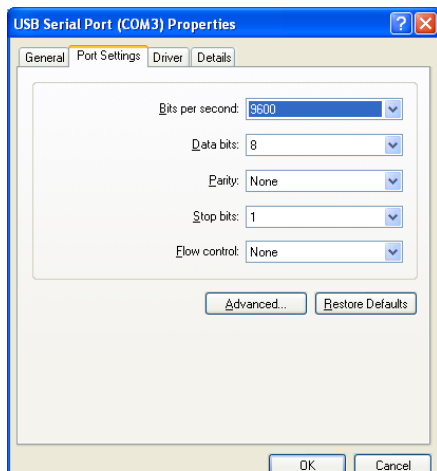 USB Serial Port (COM3) Properties
General Port Settings Driver Details
Bits per second: 9600
Data bits: 8
Parity: None
Stop bits: 1
Flow control: None
Advanced... Restore Defaults
OK Cancel